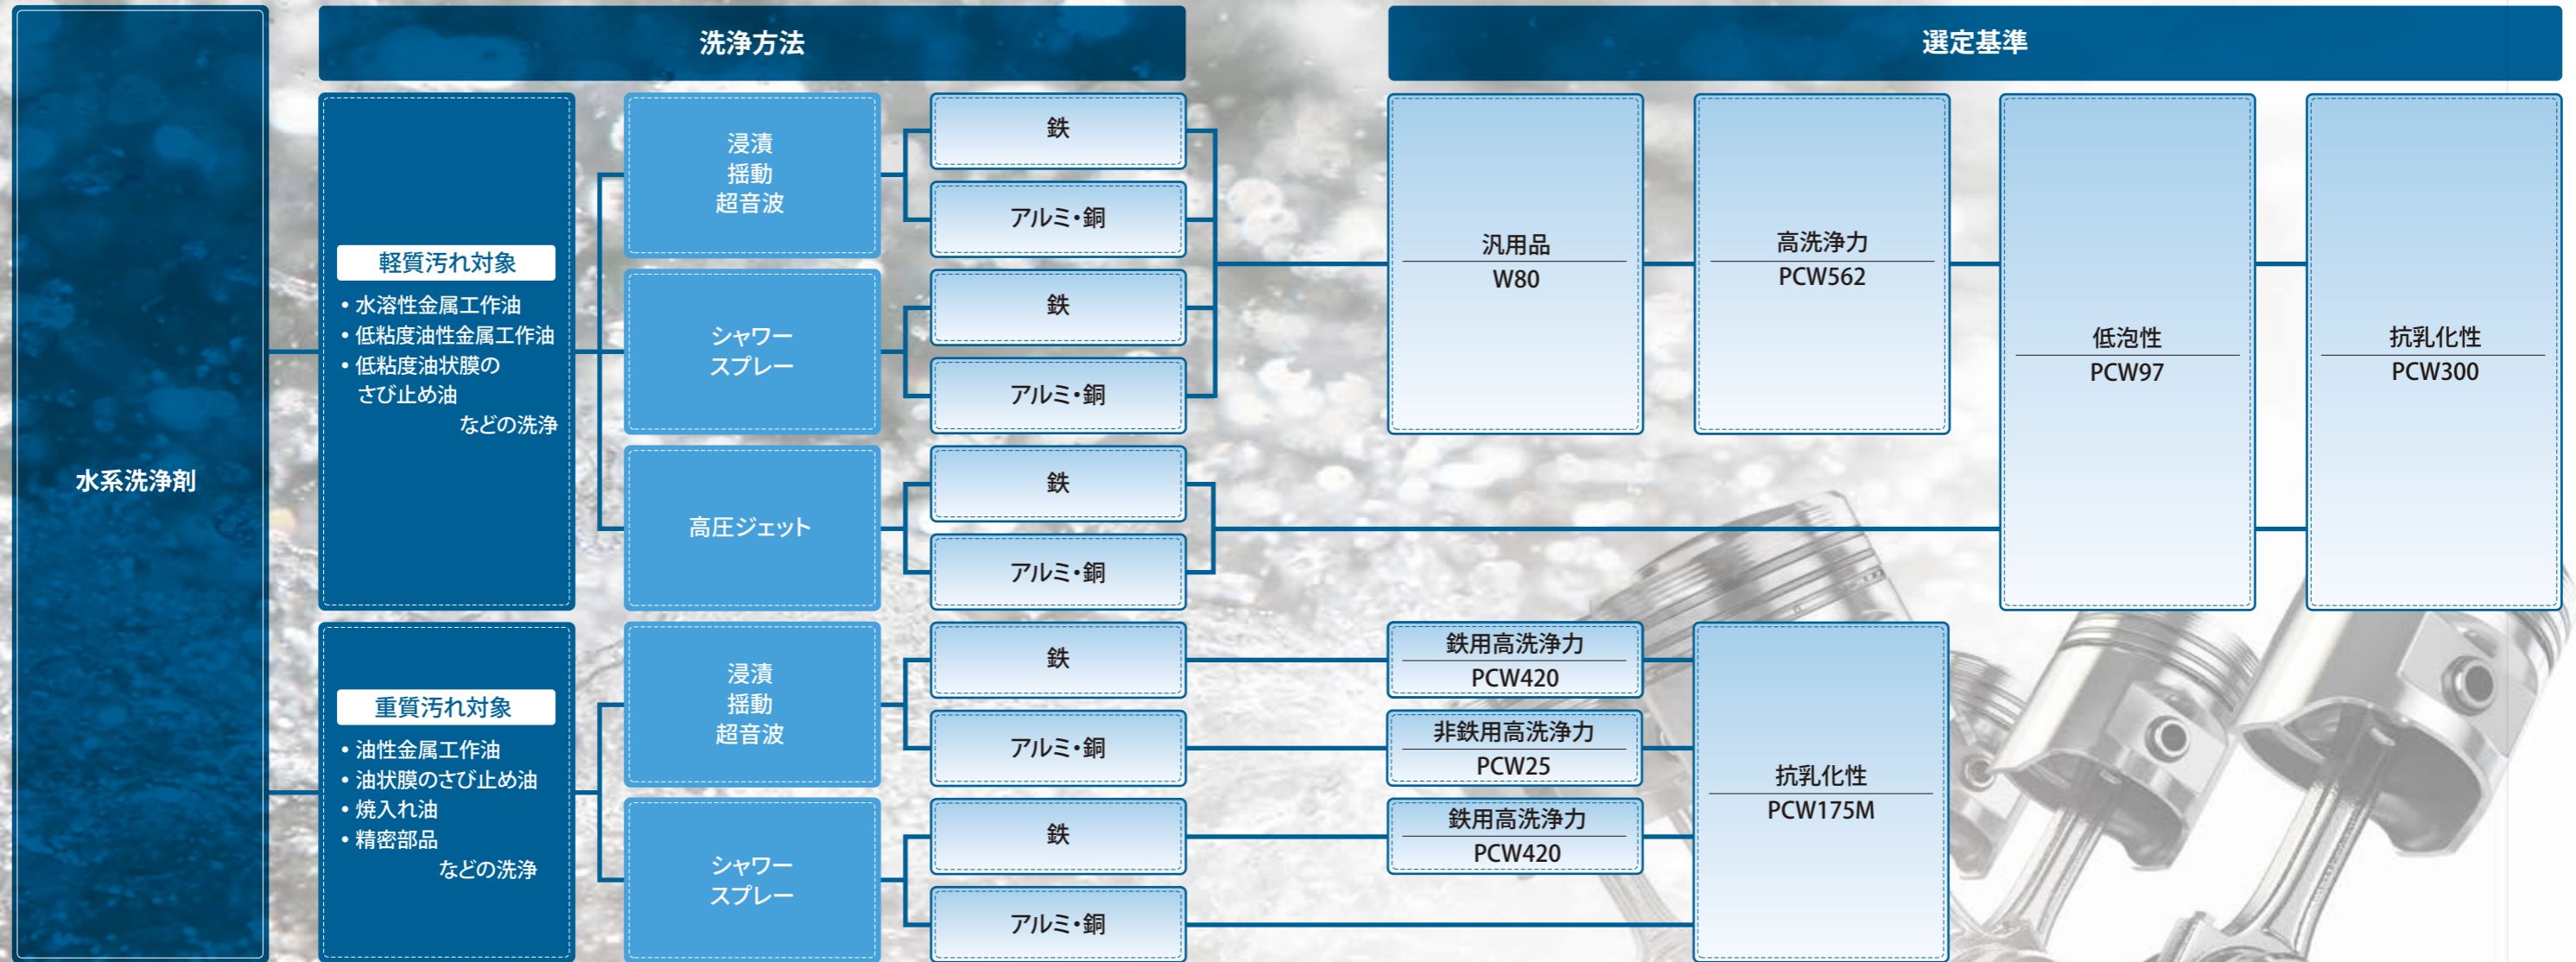 水系洗浄剤
洗浄方法
選定基準
軽質汚れ対象
• 水溶性金属工作油
• 低粘度油性金属工作油
• 低粘度油状膜の
さび止め油
などの洗浄
浸漬
揺動
超音波
鉄
アルミ・銅
シャワー
スプレー
鉄
アルミ・銅
高圧ジェット
鉄
アルミ・銅
汎用品
W80
高洗浄力
PCW562
低泡性
PCW97
抗乳化性
PCW300
重質汚れ対象
• 油性金属工作油
• 油状膜のさび止め油
• 焼入れ油
• 精密部品
などの洗浄
浸漬
揺動
超音波
鉄
アルミ・銅
シャワー
スプレー
鉄
アルミ・銅
鉄用高洗浄力
PCW420
非鉄用高洗浄力
PCW25
鉄用高洗浄力
PCW420
抗乳化性
PCW175M